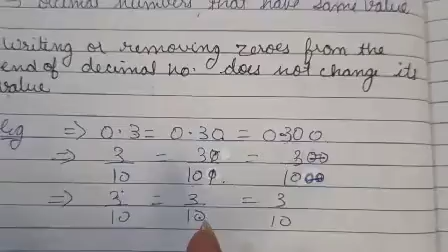 → Decimal numbers that have same value
Writing or removing zeroes from the
end of decimal no. does not change its
value
eg ⇒ 0.3 = 0.30 = 0.300
⇒ 3/10 = 30/100. = 300/1000
⇒ 3/10 = 3/10 = 3/10